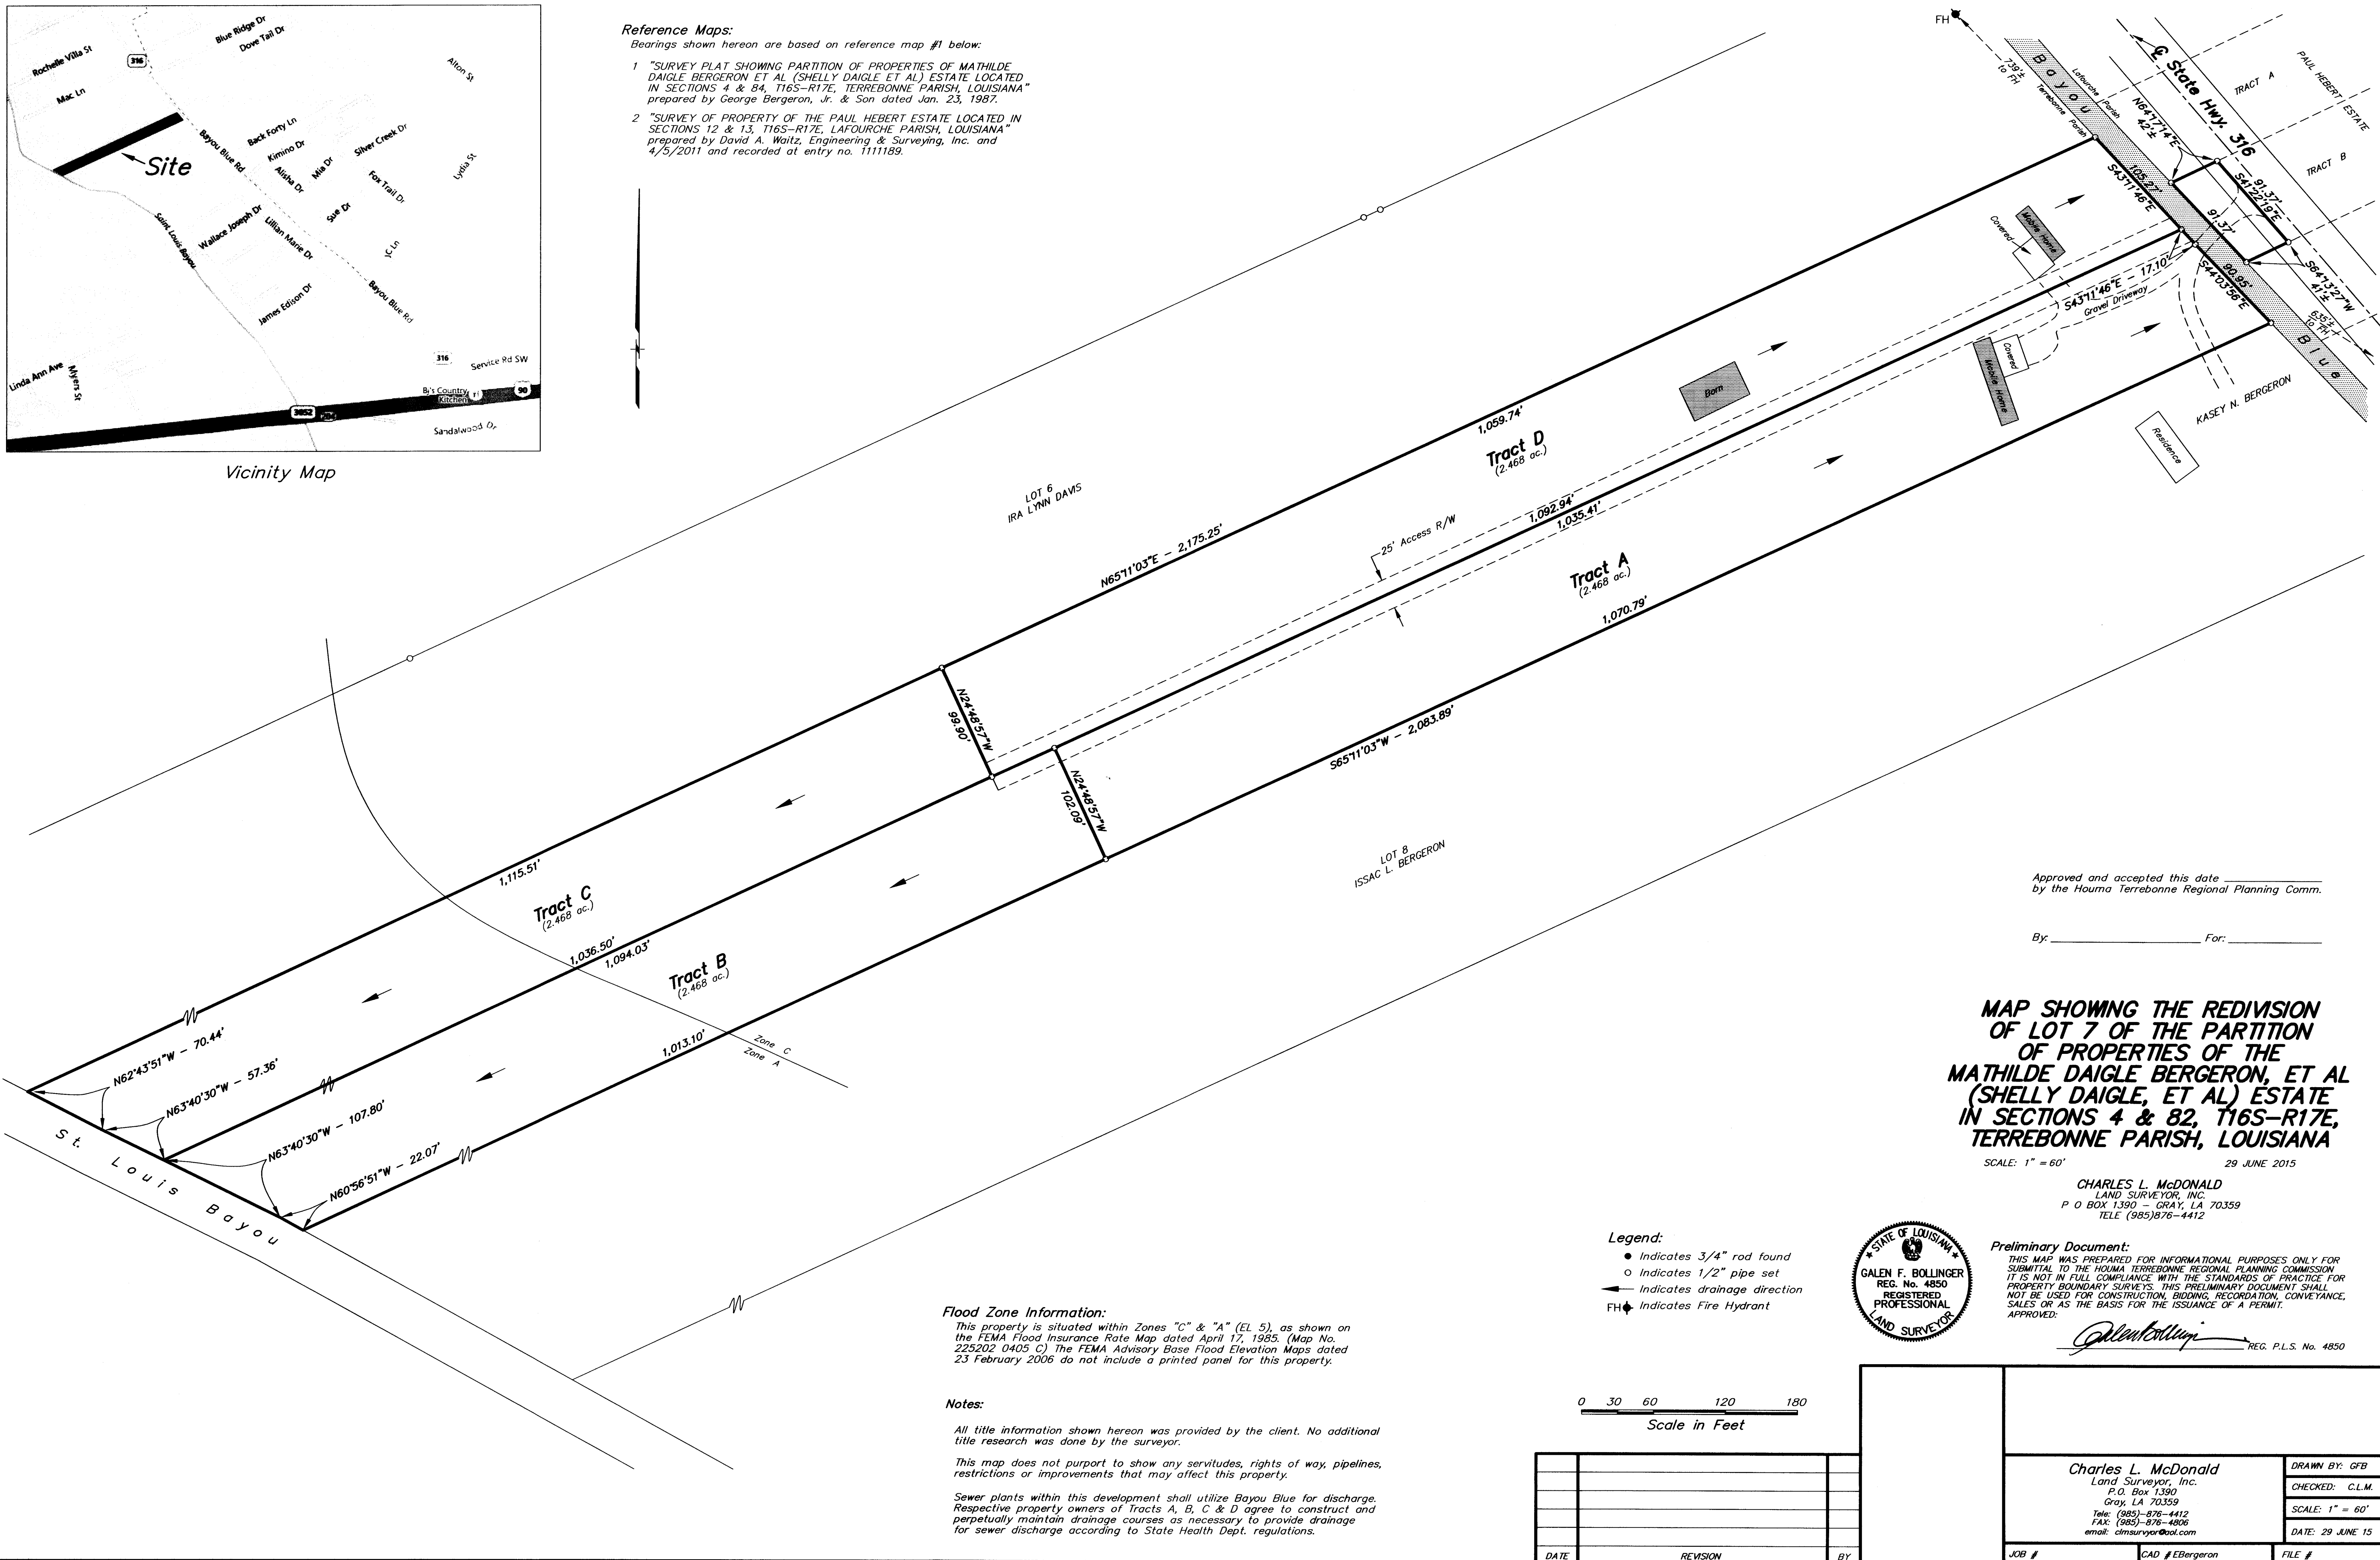 Rochelle Villa St
Mac Ln
316
Blue Ridge Dr
Dove Tail Dr
Alton St
Bayou Blue Rd
Back Forty Ln
Kimino Dr
Alisha Dr
Mia Dr
Silver Creek Dr
Fox Trail Dr
Lydia St
Sue Dr
Site
Saint Louis Bayou
Wallace Joseph Dr
Lillian Marie Dr
JC Ln
James Edison Dr
Bayou Blue Rd
Linda Ann Ave
Myers St
316
Service Rd SW
BJ's Country
Kitchen
90
3052
Sandalwood Dr
Vicinity Map
Reference Maps:
Bearings shown hereon are based on reference map #1 below:
1 "SURVEY PLAT SHOWING PARTITION OF PROPERTIES OF MATHILDE
DAIGLE BERGERON ET AL (SHELLY DAIGLE ET AL) ESTATE LOCATED
IN SECTIONS 4 & 84, T16S-R17E, TERREBONNE PARISH, LOUISIANA"
prepared by George Bergeron, Jr. & Son dated Jan. 23, 1987.
2 "SURVEY OF PROPERTY OF THE PAUL HEBERT ESTATE LOCATED IN
SECTIONS 12 & 13, T16S-R17E, LAFOURCHE PARISH, LOUISIANA"
prepared by David A. Waitz, Engineering & Surveying, Inc. and
4/5/2011 and recorded at entry no. 1111189.
FH
739'±
to FH
Bayou
Lafourche Parish
Terrebonne Parish
N64°17'14"E
42'±
℄ State Hwy. 316
TRACT A
PAUL HEBERT ESTATE
TRACT B
105.27'
S43°11'46"E
91.37'
S41°22'19"E
91.37'
S64°13'27"W
41'±
90.95'
S44°03'56"E
635'±
to FH
Blue
S43°11'46"E - 17.10'
Gravel Driveway
Mobile Home
Covered
Mobile Home
Covered
KASEY N. BERGERON
Residence
Barn
1,059.74'
Tract D
(2.468 ac.)
LOT 6
IRA LYNN DAVIS
N65°11'03"E - 2,175.25'
25' Access R/W
1,092.94'
1,035.41'
Tract A
(2.468 ac.)
1,070.79'
N24°48'57"W
99.90'
N24°48'57"W
102.09'
S65°11'03"W - 2,083.89'
LOT 8
ISSAC L. BERGERON
1,115.51'
Tract C
(2.468 ac.)
1,036.50'
1,094.03'
Tract B
(2.468 ac.)
1,013.10'
Zone C
Zone A
N62°43'51"W - 70.44'
N63°40'30"W - 57.36'
N63°40'30"W - 107.80'
N60°56'51"W - 22.07'
St. Louis Bayou
Approved and accepted this date
by the Houma Terrebonne Regional Planning Comm.
By: For:
MAP SHOWING THE REDIVISION
OF LOT 7 OF THE PARTITION
OF PROPERTIES OF THE
MATHILDE DAIGLE BERGERON, ET AL
(SHELLY DAIGLE, ET AL) ESTATE
IN SECTIONS 4 & 82, T16S-R17E,
TERREBONNE PARISH, LOUISIANA
SCALE: 1" = 60' 29 JUNE 2015
CHARLES L. McDONALD
LAND SURVEYOR, INC.
P O BOX 1390 - GRAY, LA 70359
TELE (985)876-4412
Legend:
Indicates 3/4" rod found
Indicates 1/2" pipe set
Indicates drainage direction
FH Indicates Fire Hydrant
STATE OF LOUISIANA
GALEN F. BOLLINGER
REG. No. 4850
REGISTERED
PROFESSIONAL
LAND SURVEYOR
Preliminary Document:
THIS MAP WAS PREPARED FOR INFORMATIONAL PURPOSES ONLY FOR
SUBMITTAL TO THE HOUMA TERREBONNE REGIONAL PLANNING COMMISSION
IT IS NOT IN FULL COMPLIANCE WITH THE STANDARDS OF PRACTICE FOR
PROPERTY BOUNDARY SURVEYS. THIS PRELIMINARY DOCUMENT SHALL
NOT BE USED FOR CONSTRUCTION, BIDDING, RECORDATION, CONVEYANCE,
SALES OR AS THE BASIS FOR THE ISSUANCE OF A PERMIT.
APPROVED:
REG. P.L.S. No. 4850
Flood Zone Information:
This property is situated within Zones "C" & "A" (EL 5), as shown on
the FEMA Flood Insurance Rate Map dated April 17, 1985. (Map No.
225202 0405 C) The FEMA Advisory Base Flood Elevation Maps dated
23 February 2006 do not include a printed panel for this property.
Notes:
All title information shown hereon was provided by the client. No additional
title research was done by the surveyor.
This map does not purport to show any servitudes, rights of way, pipelines,
restrictions or improvements that may affect this property.
Sewer plants within this development shall utilize Bayou Blue for discharge.
Respective property owners of Tracts A, B, C & D agree to construct and
perpetually maintain drainage courses as necessary to provide drainage
for sewer discharge according to State Health Dept. regulations.
0 30 60 120 180
Scale in Feet
DATE REVISION BY
Charles L. McDonald
Land Surveyor, Inc.
P.O. Box 1390
Gray, LA 70359
Tele: (985)-876-4412
FAX: (985)-876-4806
email: clmsurvyor@aol.com
DRAWN BY: GFB
CHECKED: C.L.M.
SCALE: 1" = 60'
DATE: 29 JUNE 15
JOB # CAD # EBergeron FILE #